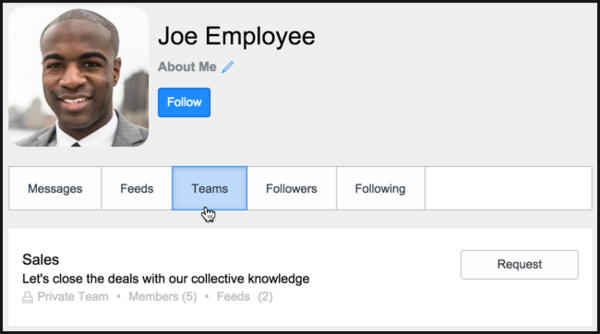 Joe Employee
About Me
Follow
Messages Feeds Teams Followers Following
Sales
Let's close the deals with our collective knowledge
Request
Private Team • Members (5) • Feeds (2)